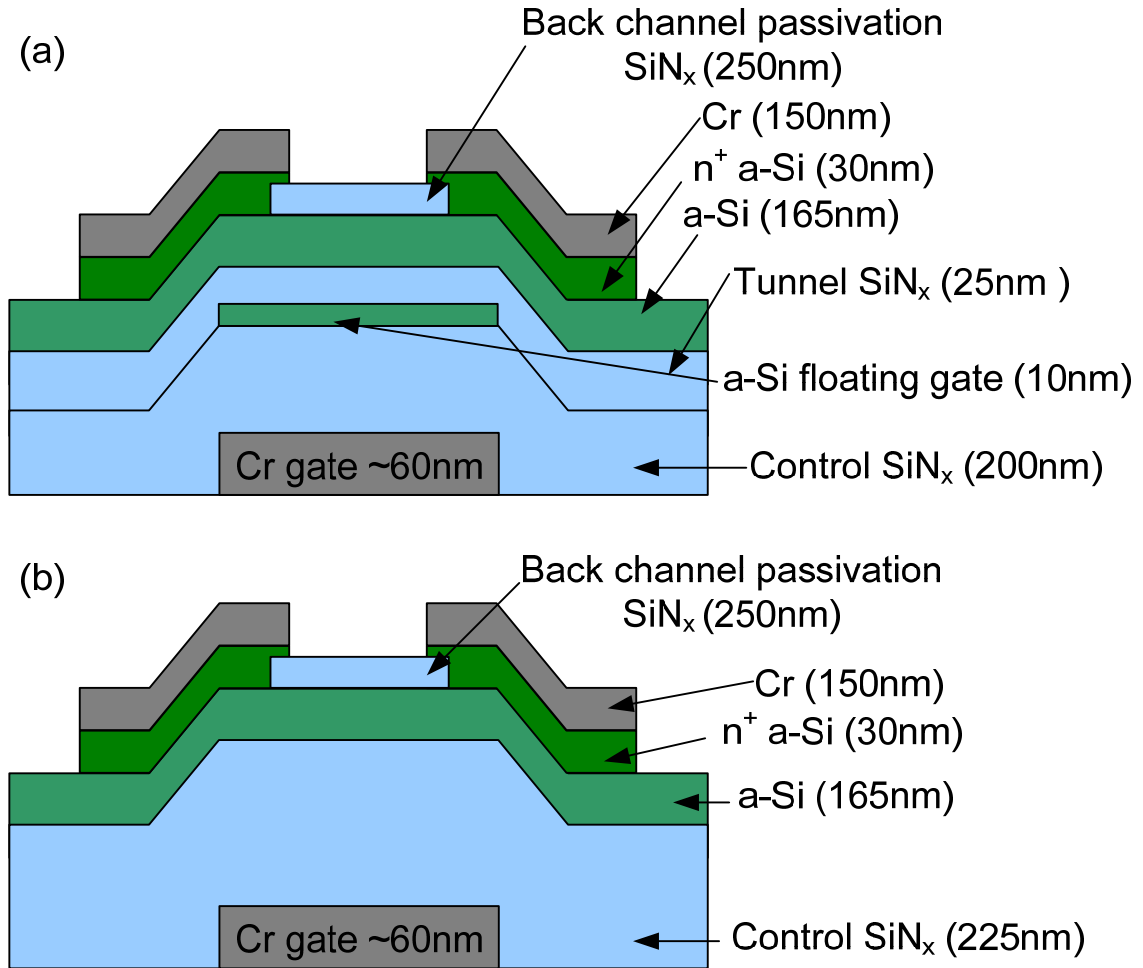 (a)
Back channel passivation
SiNₓ (250nm)
Cr (150nm)
n⁺ a-Si (30nm)
a-Si (165nm)
Tunnel SiNₓ (25nm )
a-Si floating gate (10nm)
Cr gate ~60nm
Control SiNₓ (200nm)
(b)
Back channel passivation
SiNₓ (250nm)
Cr (150nm)
n⁺ a-Si (30nm)
a-Si (165nm)
Cr gate ~60nm
Control SiNₓ (225nm)